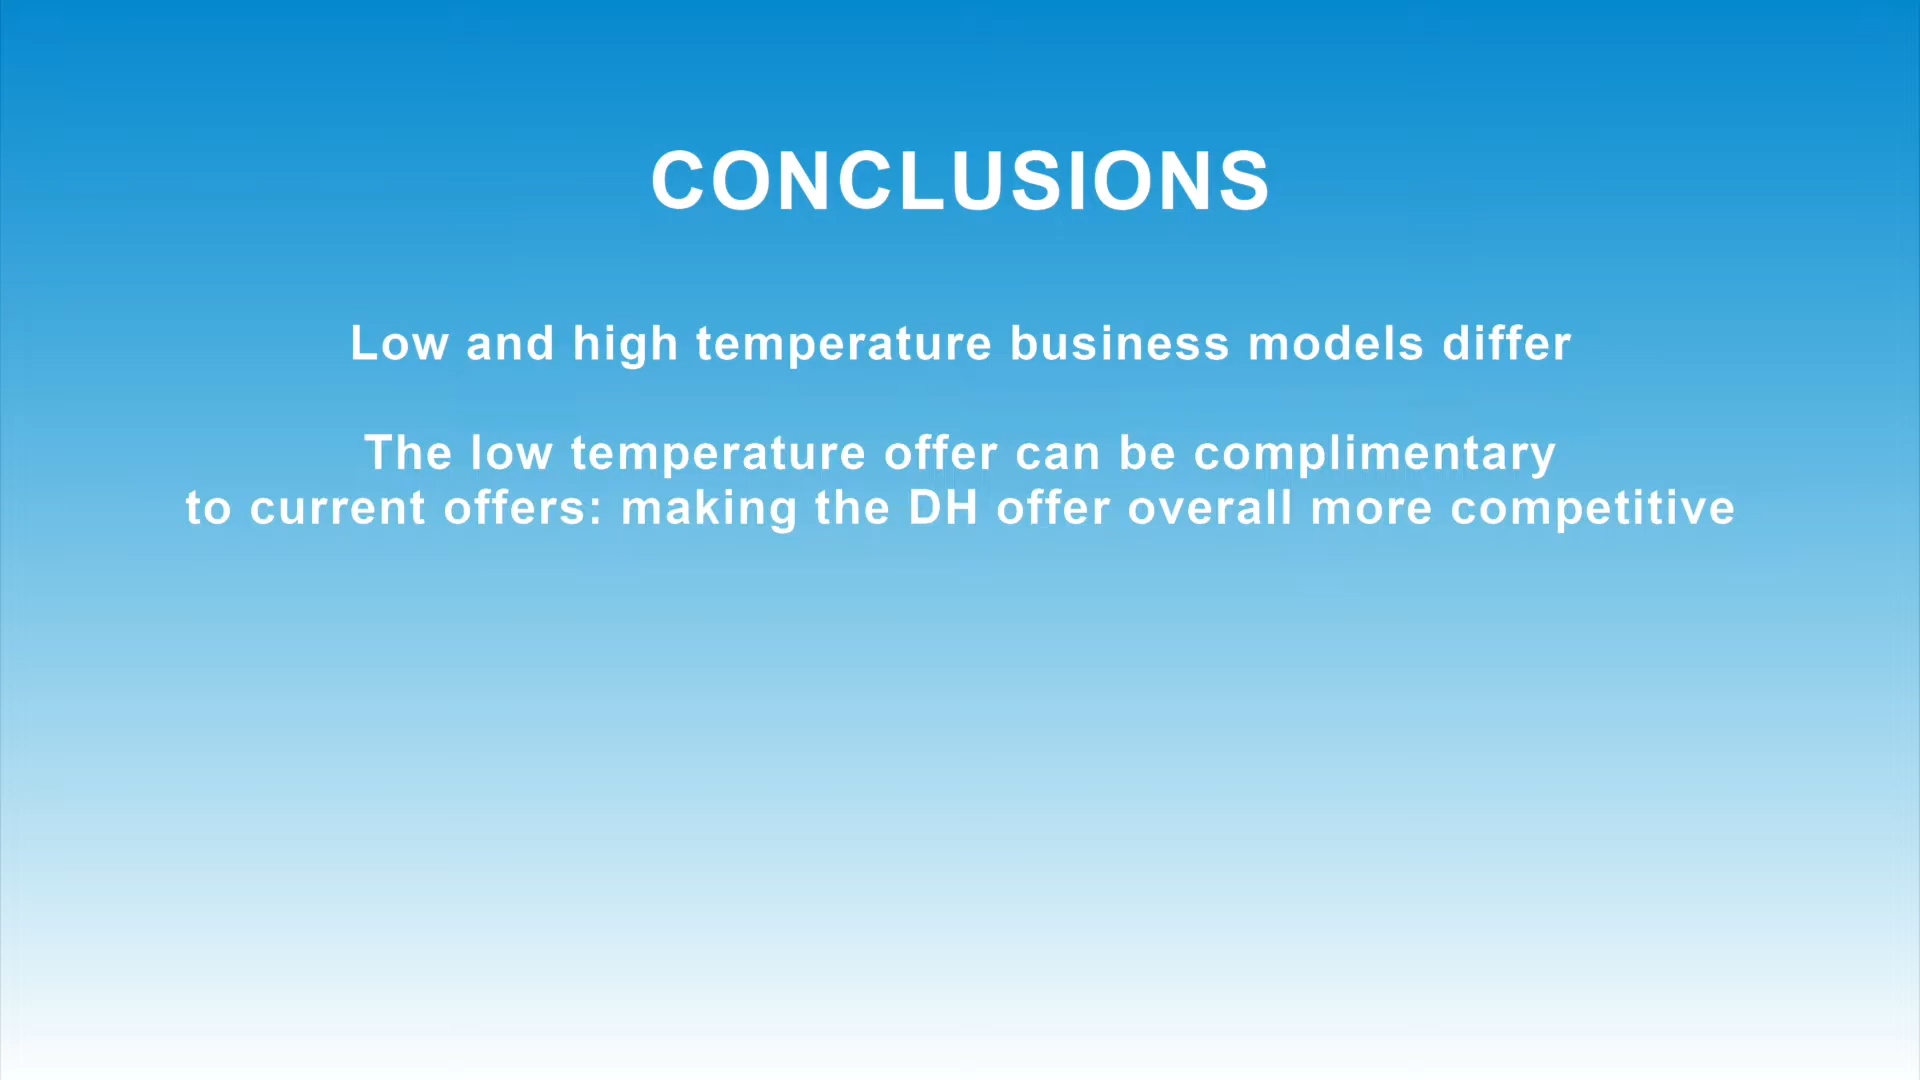 CONCLUSIONS
Low and high temperature business models differ
The low temperature offer can be complimentary
to current offers: making the DH offer overall more competitive